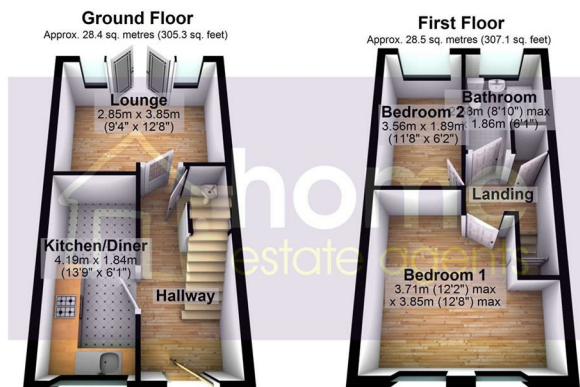 Ground Floor
Approx. 28.4 sq. metres (305.3 sq. feet)
Lounge
2.85m x 3.85m
(9'4" x 12'8")
Kitchen/Diner
4.19m x 1.84m
(13'9" x 6'1")
Hallway
First Floor
Approx. 28.5 sq. metres (307.1 sq. feet)
Bedroom 2
3.56m x 1.89m
(11'8" x 6'2")
Bathroom
(8'10") max
x 1.86m (6'1")
Landing
Bedroom 1
3.71m (12'2") max
x 3.85m (12'8") max
home
estate agents